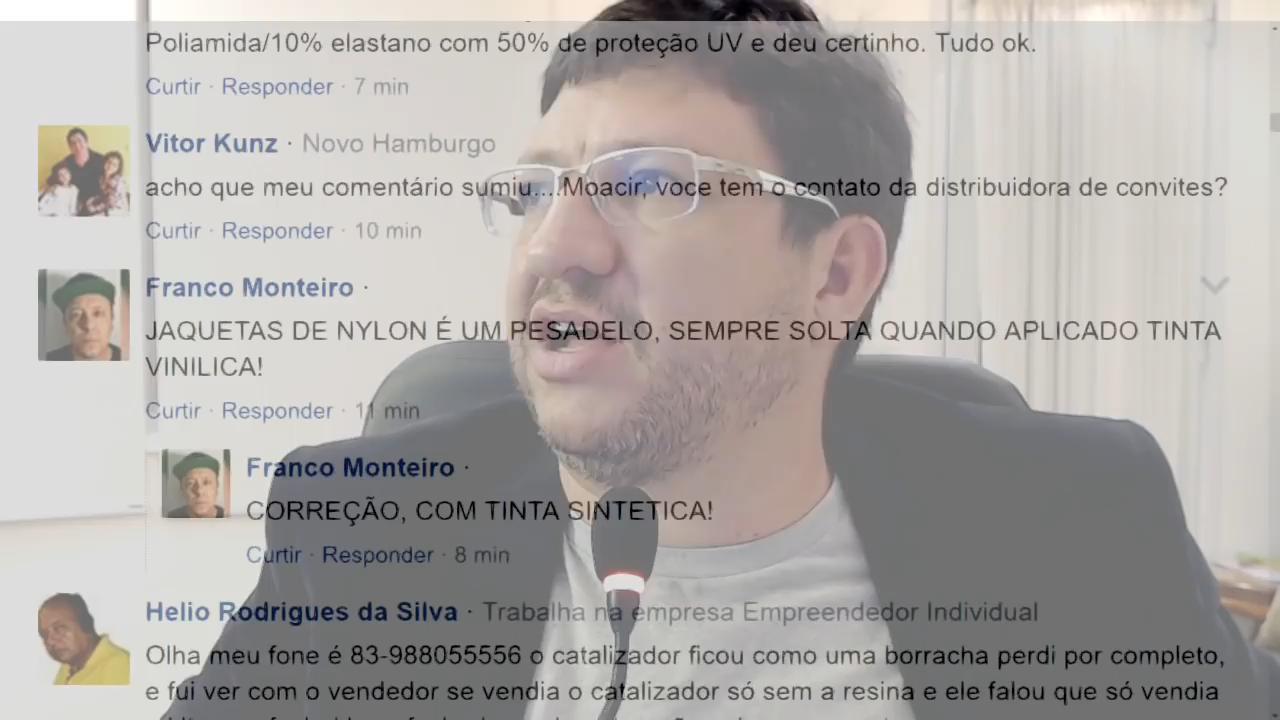 Poliamida/10% elastano com 50% de proteção UV e deu certinho. Tudo ok.
Curtir · Responder · 7 min
Vitor Kunz · Novo Hamburgo
acho que meu comentário sumiu....Moacir, voce tem o contato da distribuidora de convites?
Curtir · Responder · 10 min
Franco Monteiro ·
JAQUETAS DE NYLON É UM PESADELO, SEMPRE SOLTA QUANDO APLICADO TINTA
VINILICA!
Curtir · Responder · 11 min
Franco Monteiro ·
CORREÇÃO, COM TINTA SINTETICA!
Curtir · Responder · 8 min
Helio Rodrigues da Silva · Trabalha na empresa Empreendedor Individual
Olha meu fone é 83-988055556 o catalizador ficou como uma borracha perdi por completo,
e fui ver com o vendedor se vendia o catalizador só sem a resina e ele falou que só vendia